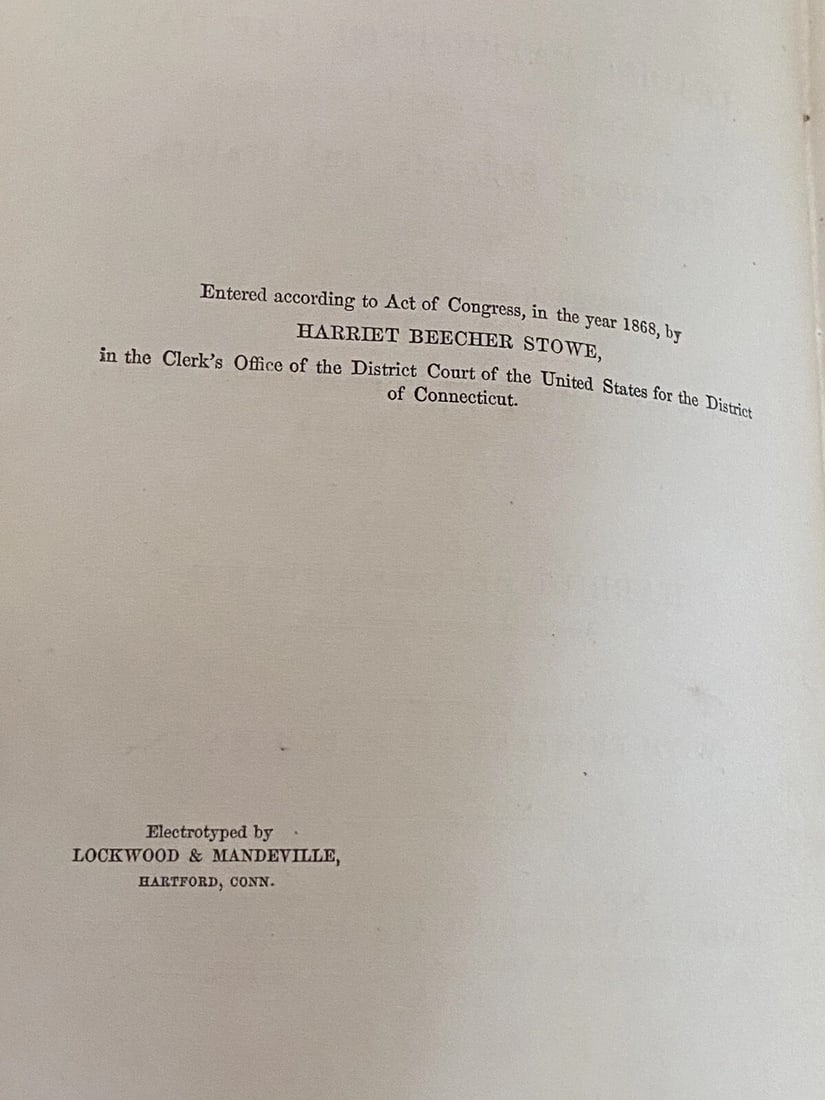 Entered according to Act of Congress, in the year 1868, by
HARRIET BEECHER STOWE,
in the Clerk's Office of the District Court of the United States for the District
of Connecticut.
Electrotyped by
LOCKWOOD & MANDEVILLE,
HARTFORD, CONN.